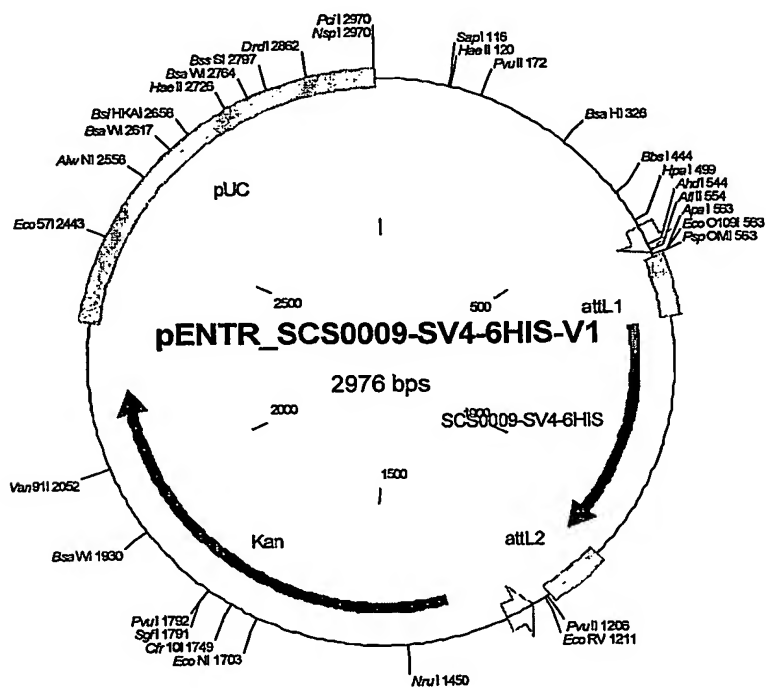 Pci I 2970
Nsp I 2970
Drd I 2862
Bss SI 2797
Bsa WI 2764
Hae II 2726
Bsi HKAI 2658
Bsa WI 2617
Alw NI 2556
Eco 57I 2443
Sap I 116
Hae II 120
Pvu II 172
Bsa HI 326
Bbs I 444
Hpa I 499
Ahd I 544
Afl II 554
Apa I 563
Eco O109I 563
Psp OMI 563
pUC
I
2500
500
attL1
pENTR_SCS0009-SV4-6HIS-V1
2976 bps
2000
1000
SCS0009-SV4-6HIS
1500
Kan
attL2
Van 91I 2052
Bsa WI 1930
Pvu I 1792
Sgf I 1791
Cfr 10I 1749
Eco NI 1703
Nru I 1450
Pvu II 1206
Eco RV 1211